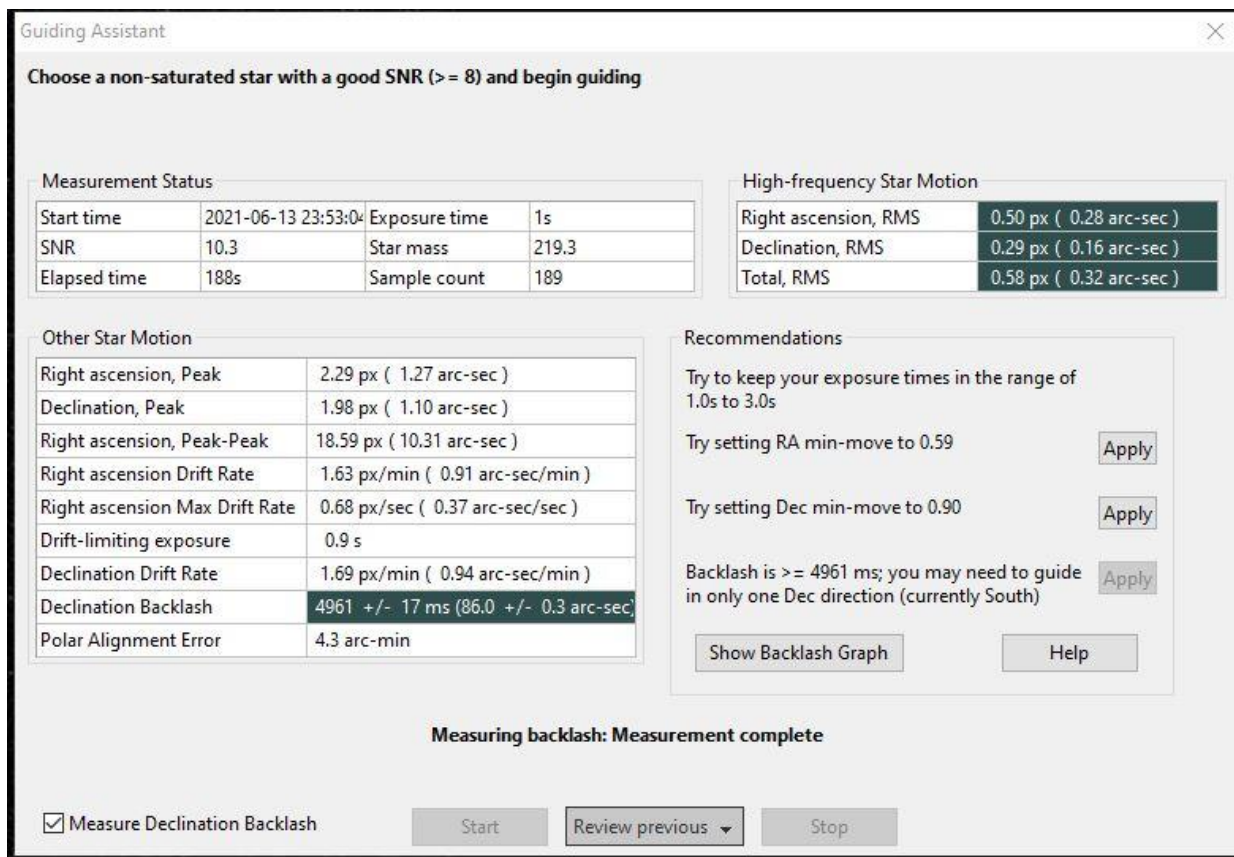 Guiding Assistant
Choose a non-saturated star with a good SNR (>= 8) and begin guiding
Measurement Status
Start time 2021-06-13 23:53:04 Exposure time 1s
SNR 10.3 Star mass 219.3
Elapsed time 188s Sample count 189
High-frequency Star Motion
Right ascension, RMS 0.50 px ( 0.28 arc-sec )
Declination, RMS 0.29 px ( 0.16 arc-sec )
Total, RMS 0.58 px ( 0.32 arc-sec )
Other Star Motion
Right ascension, Peak 2.29 px ( 1.27 arc-sec )
Declination, Peak 1.98 px ( 1.10 arc-sec )
Right ascension, Peak-Peak 18.59 px ( 10.31 arc-sec )
Right ascension Drift Rate 1.63 px/min ( 0.91 arc-sec/min )
Right ascension Max Drift Rate 0.68 px/sec ( 0.37 arc-sec/sec )
Drift-limiting exposure 0.9 s
Declination Drift Rate 1.69 px/min ( 0.94 arc-sec/min )
Declination Backlash 4961 +/- 17 ms (86.0 +/- 0.3 arc-sec)
Polar Alignment Error 4.3 arc-min
Recommendations
Try to keep your exposure times in the range of
1.0s to 3.0s
Try setting RA min-move to 0.59 Apply
Try setting Dec min-move to 0.90 Apply
Backlash is >= 4961 ms; you may need to guide
in only one Dec direction (currently South) Apply
Show Backlash Graph Help
Measuring backlash: Measurement complete
Measure Declination Backlash Start Review previous Stop